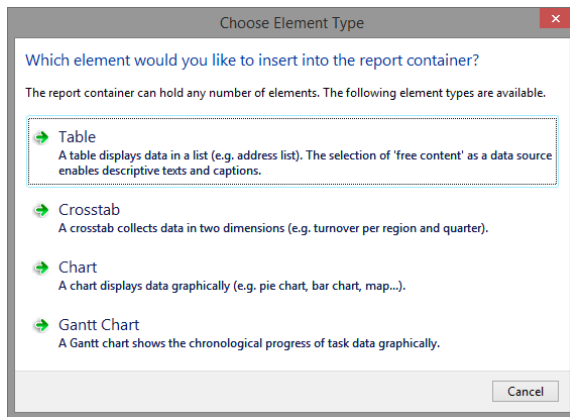 Choose Element Type
Which element would you like to insert into the report container?
The report container can hold any number of elements. The following element types are available.
Table
A table displays data in a list (e.g. address list). The selection of 'free content' as a data source
enables descriptive texts and captions.
Crosstab
A crosstab collects data in two dimensions (e.g. turnover per region and quarter).
Chart
A chart displays data graphically (e.g. pie chart, bar chart, map...).
Gantt Chart
A Gantt chart shows the chronological progress of task data graphically.
Cancel